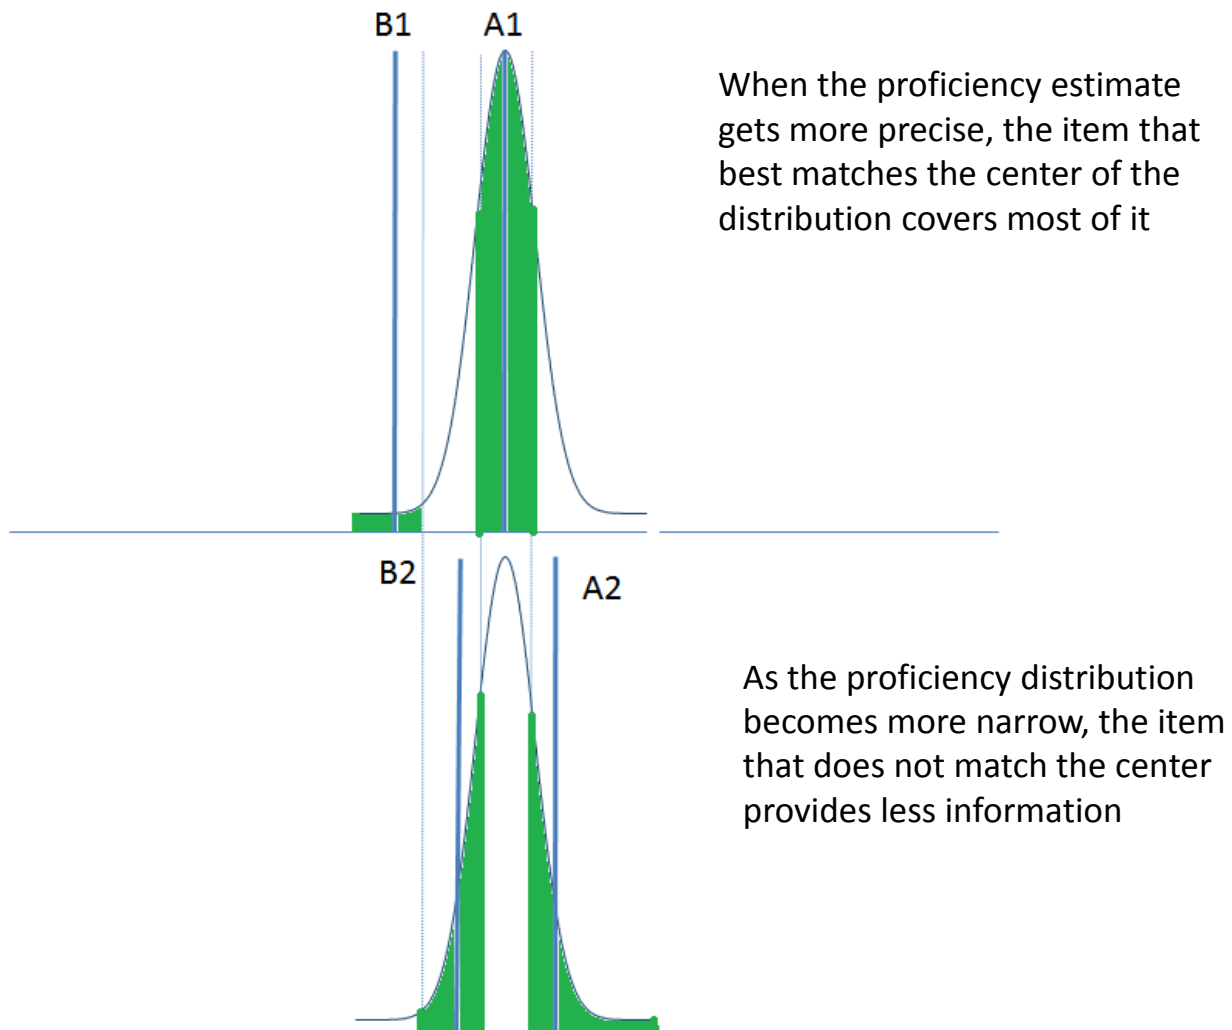 B1
A1
When the proficiency estimate
gets more precise, the item that
best matches the center of the
distribution covers most of it
B2
A2
As the proficiency distribution
becomes more narrow, the item
that does not match the center
provides less information